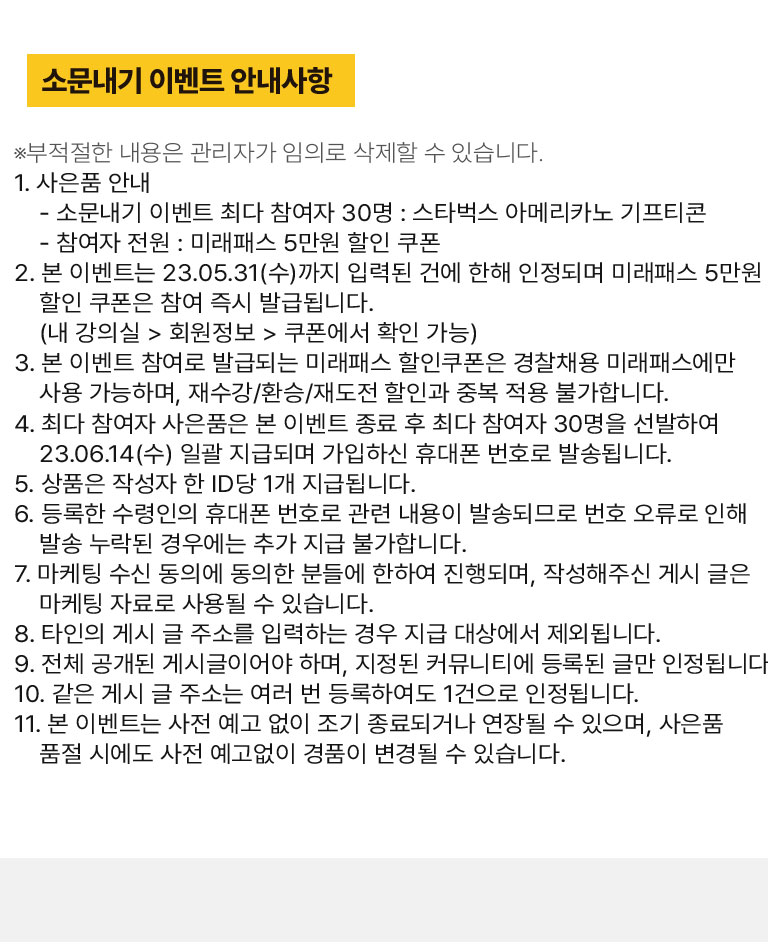 소문내기 이벤트 안내사항
※부적절한 내용은 관리자가 임의로 삭제할 수 있습니다.
1. 사은품 안내
- 소문내기 이벤트 최다 참여자 30명 : 스타벅스 아메리카노 기프티콘
- 참여자 전원 : 미래패스 5만원 할인 쿠폰
2. 본 이벤트는 23.05.31(수)까지 입력된 건에 한해 인정되며 미래패스 5만원
할인 쿠폰은 참여 즉시 발급됩니다.
(내 강의실 > 회원정보 > 쿠폰에서 확인 가능)
3. 본 이벤트 참여로 발급되는 미래패스 할인쿠폰은 경찰채용 미래패스에만
사용 가능하며, 재수강/환승/재도전 할인과 중복 적용 불가합니다.
4. 최다 참여자 사은품은 본 이벤트 종료 후 최다 참여자 30명을 선발하여
23.06.14(수) 일괄 지급되며 가입하신 휴대폰 번호로 발송됩니다.
5. 상품은 작성자 한 ID당 1개 지급됩니다.
6. 등록한 수령인의 휴대폰 번호로 관련 내용이 발송되므로 번호 오류로 인해
발송 누락된 경우에는 추가 지급 불가합니다.
7. 마케팅 수신 동의에 동의한 분들에 한하여 진행되며, 작성해주신 게시 글은
마케팅 자료로 사용될 수 있습니다.
8. 타인의 게시 글 주소를 입력하는 경우 지급 대상에서 제외됩니다.
9. 전체 공개된 게시글이어야 하며, 지정된 커뮤니티에 등록된 글만 인정됩니다
10. 같은 게시 글 주소는 여러 번 등록하여도 1건으로 인정됩니다.
11. 본 이벤트는 사전 예고 없이 조기 종료되거나 연장될 수 있으며, 사은품
품절 시에도 사전 예고없이 경품이 변경될 수 있습니다.